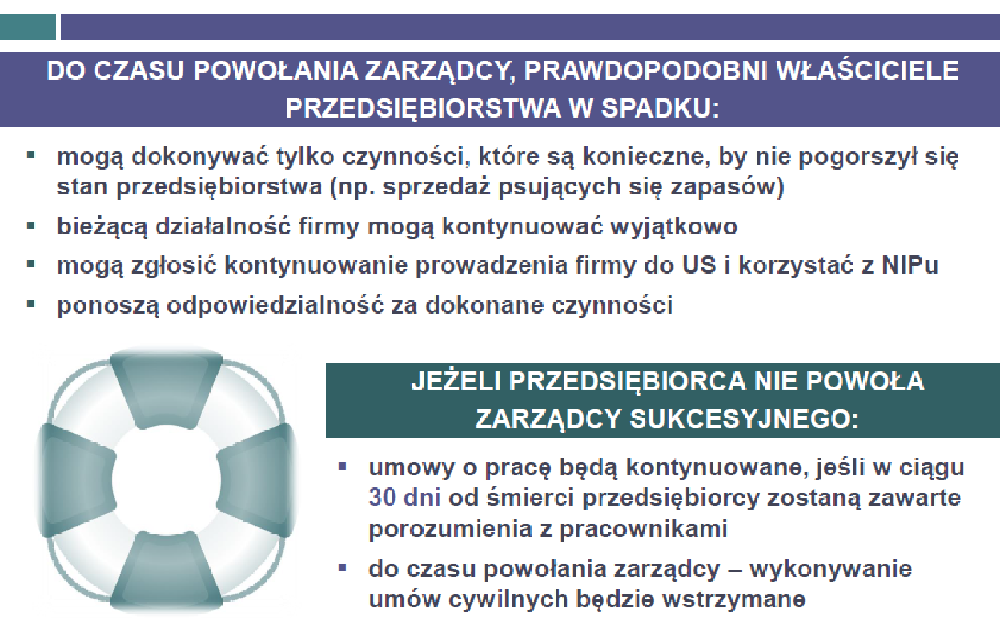 DO CZASU POWOŁANIA ZARZĄDCY, PRAWDOPODOBNI WŁAŚCICIELE
PRZEDSIĘBIORSTWA W SPADKU:
▪ mogą dokonywać tylko czynności, które są konieczne, by nie pogorszył się
stan przedsiębiorstwa (np. sprzedaż psujących się zapasów)
▪ bieżącą działalność firmy mogą kontynuować wyjątkowo
▪ mogą zgłosić kontynuowanie prowadzenia firmy do US i korzystać z NIPu
▪ ponoszą odpowiedzialność za dokonane czynności
JEŻELI PRZEDSIĘBIORCA NIE POWOŁA
ZARZĄDCY SUKCESYJNEGO:
▪ umowy o pracę będą kontynuowane, jeśli w ciągu
30 dni od śmierci przedsiębiorcy zostaną zawarte
porozumienia z pracownikami
▪ do czasu powołania zarządcy – wykonywanie
umów cywilnych będzie wstrzymane